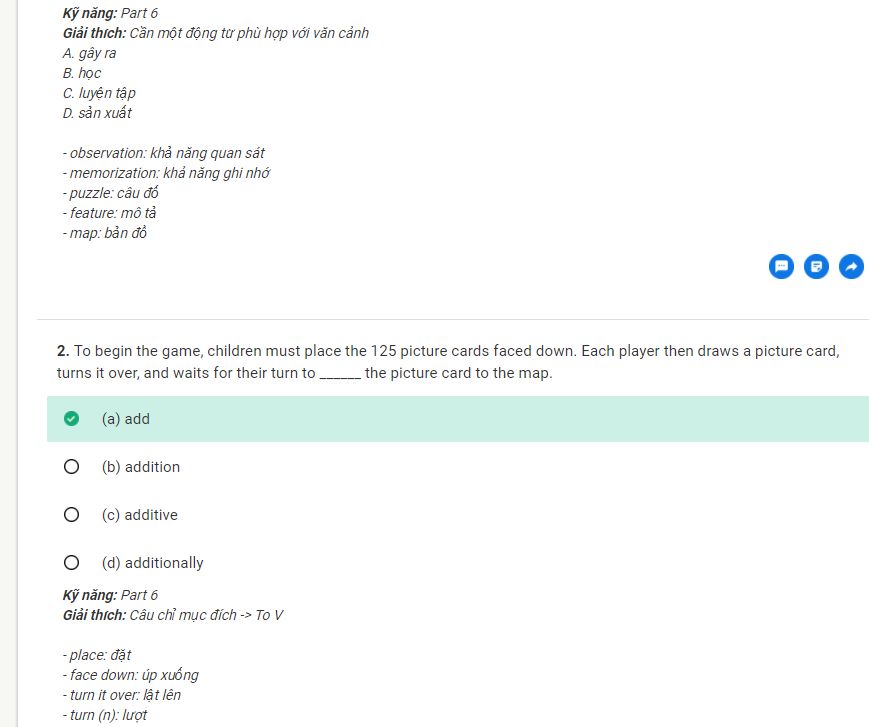 Kỹ năng: Part 6
Giải thích: Cần một động từ phù hợp với văn cảnh
A. gây ra
B. học
C. luyện tập
D. sản xuất
- observation: khả năng quan sát
- memorization: khả năng ghi nhớ
- puzzle: câu đố
- feature: mô tả
- map: bản đồ
2. To begin the game, children must place the 125 picture cards faced down. Each player then draws a picture card,
turns it over, and waits for their turn to ______ the picture card to the map.
(a) add
(b) addition
(c) additive
(d) additionally
Kỹ năng: Part 6
Giải thích: Câu chỉ mục đích -> To V
- place: đặt
- face down: úp xuống
- turn it over: lật lên
- turn (n): lượt